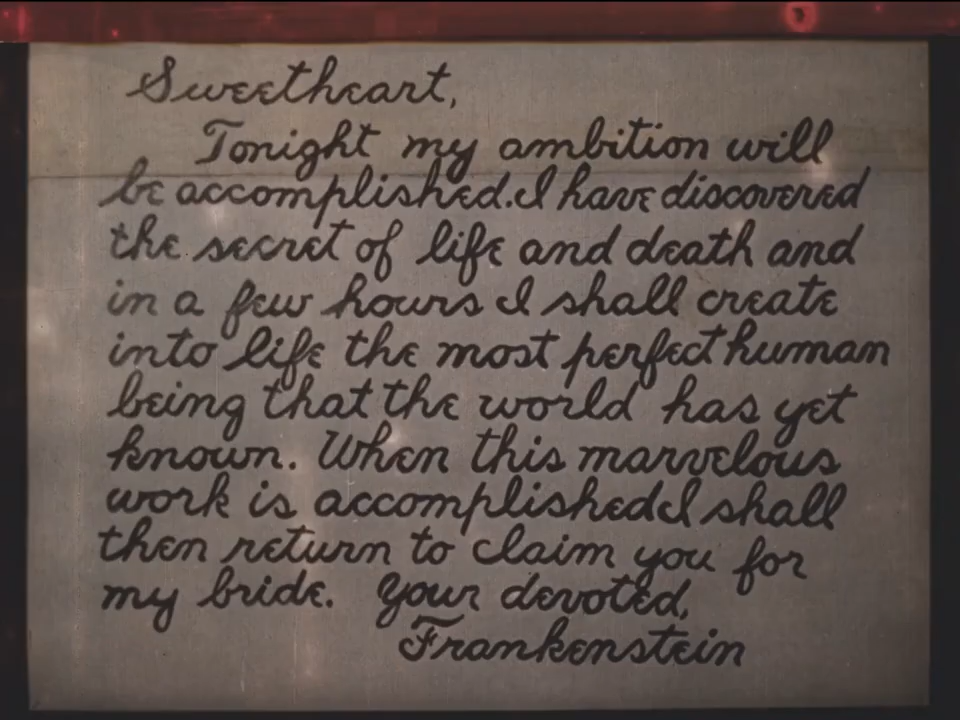 Sweetheart,
Tonight my ambition will
be accomplished. I have discovered
the secret of life and death and
in a few hours I shall create
into life the most perfect human
being that the world has yet
known. When this marvelous
work is accomplished I shall
then return to claim you for
my bride. Your devoted,
Frankenstein